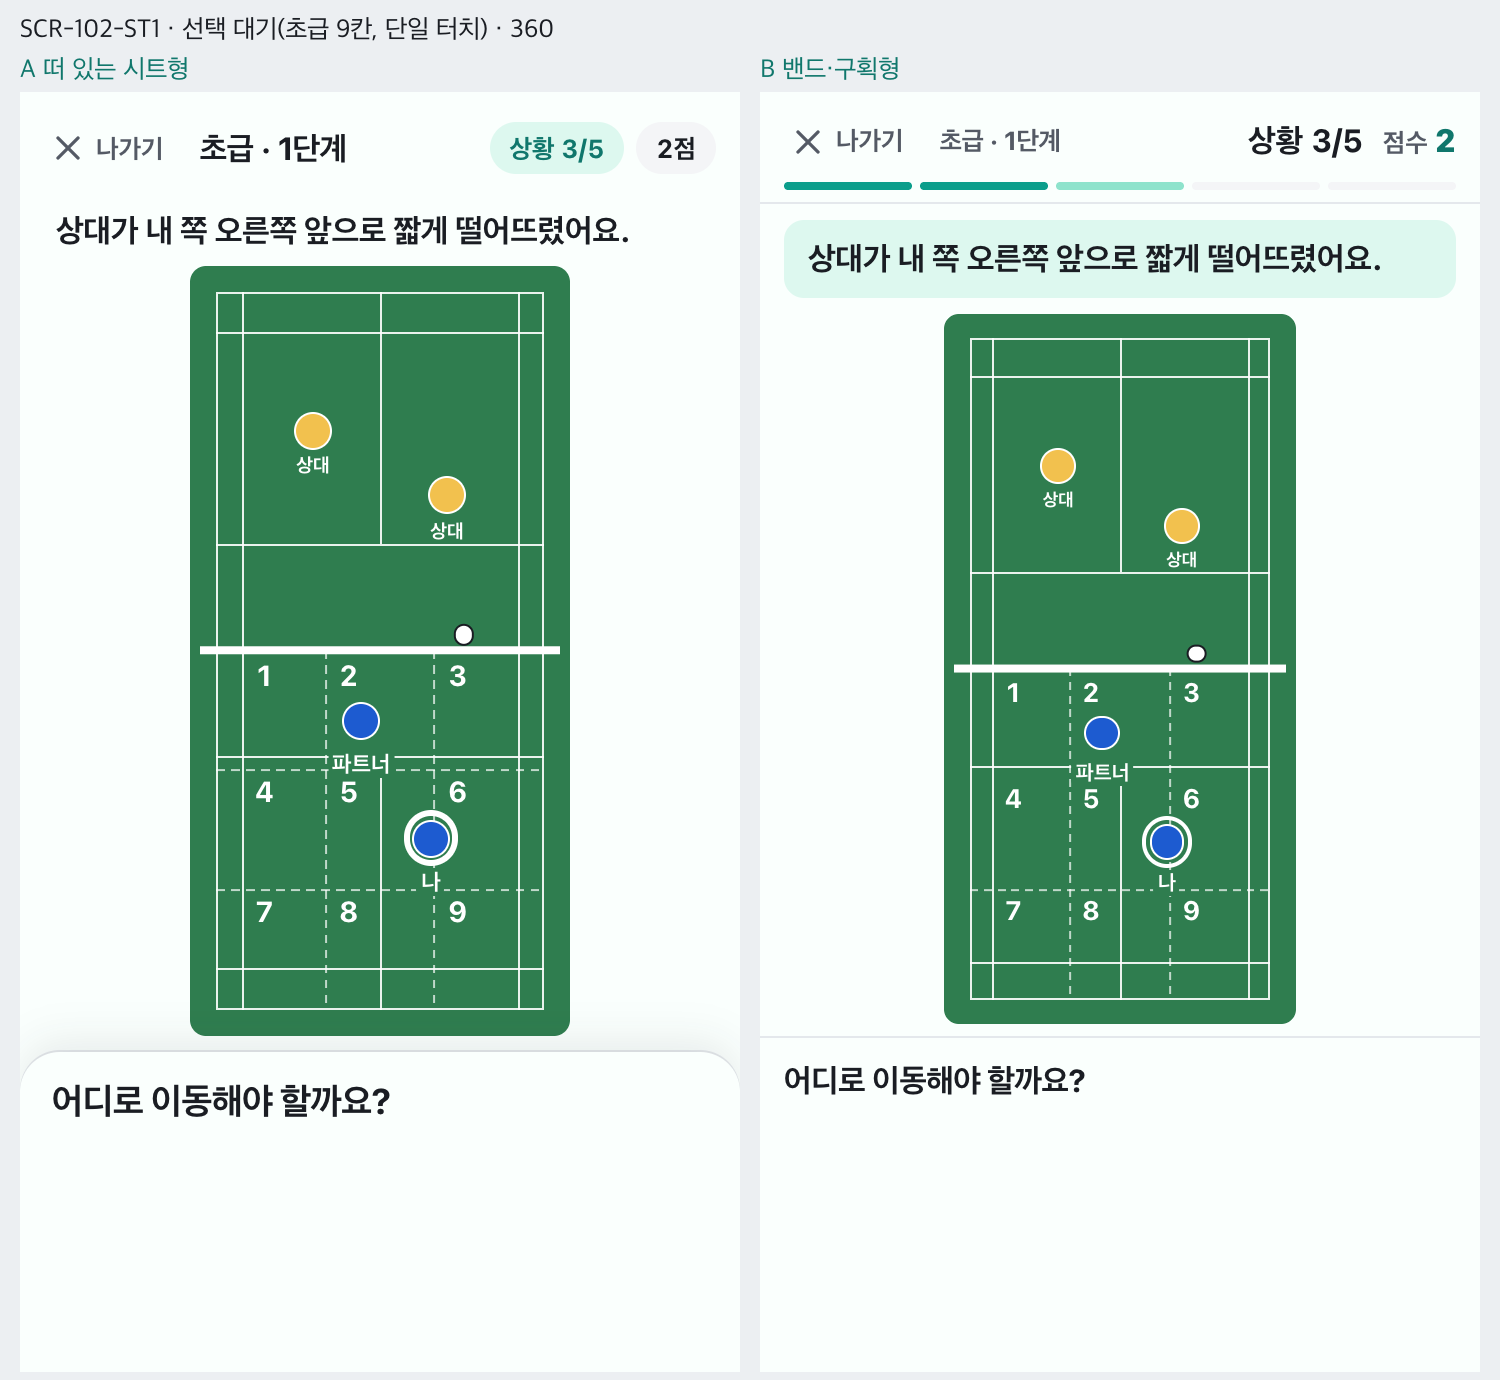 SCR-102-ST1 · 선택 대기(초급 9칸, 단일 터치) · 360
A 떠 있는 시트형
나가기 초급 · 1단계 상황 3/5 2점
상대가 내 쪽 오른쪽 앞으로 짧게 떨어뜨렸어요.
상대
상대
1 2 3
파트너
4 5 6
나
7 8 9
어디로 이동해야 할까요?
B 밴드·구획형
나가기 초급 · 1단계 상황 3/5 점수 2
상대가 내 쪽 오른쪽 앞으로 짧게 떨어뜨렸어요.
상대
상대
1 2 3
파트너
4 5 6
나
7 8 9
어디로 이동해야 할까요?